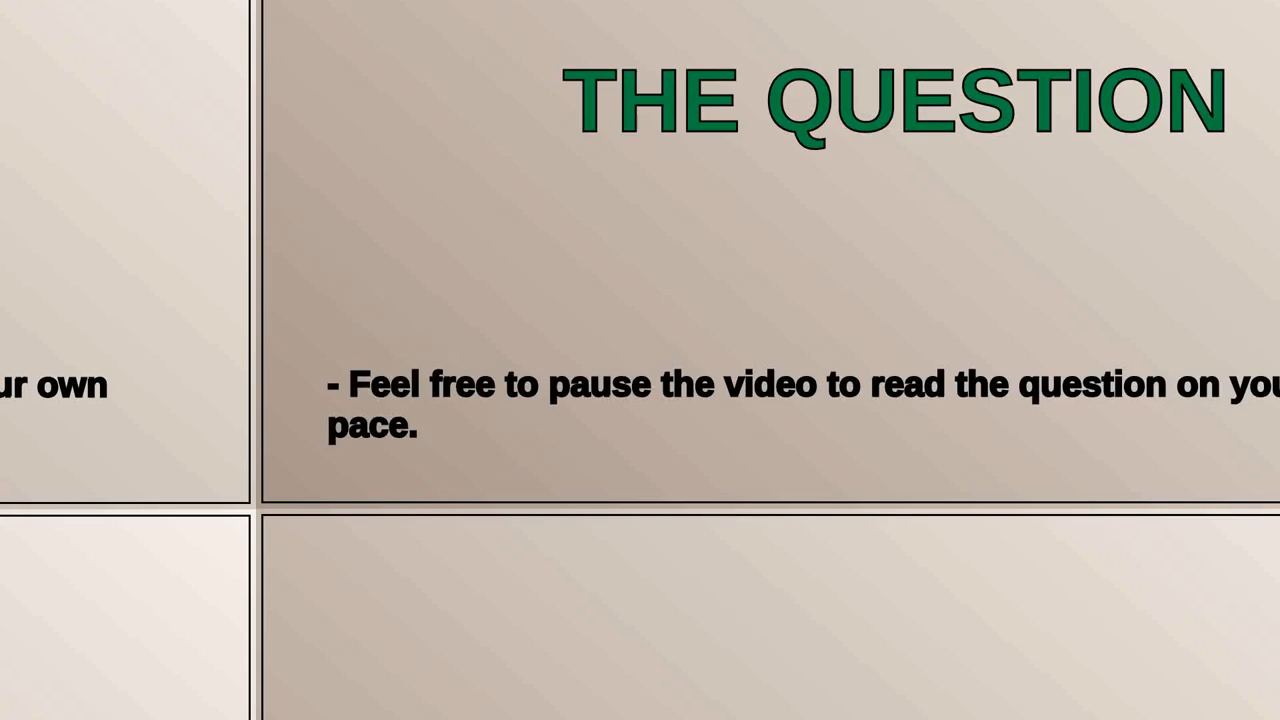 THE QUESTION
ur own
- Feel free to pause the video to read the question on you
pace.